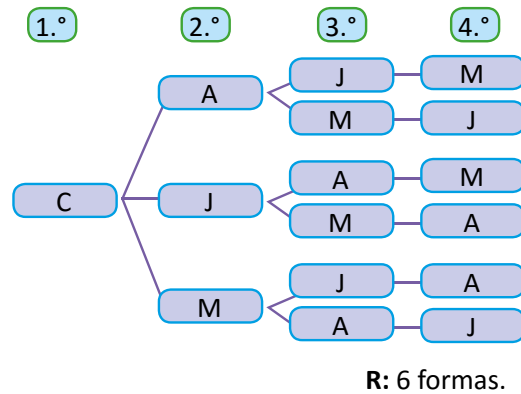 1.° 2.° 3.° 4.°
J M
A
M J
A M
C J
M A
J A
M
A J
R: 6 formas.